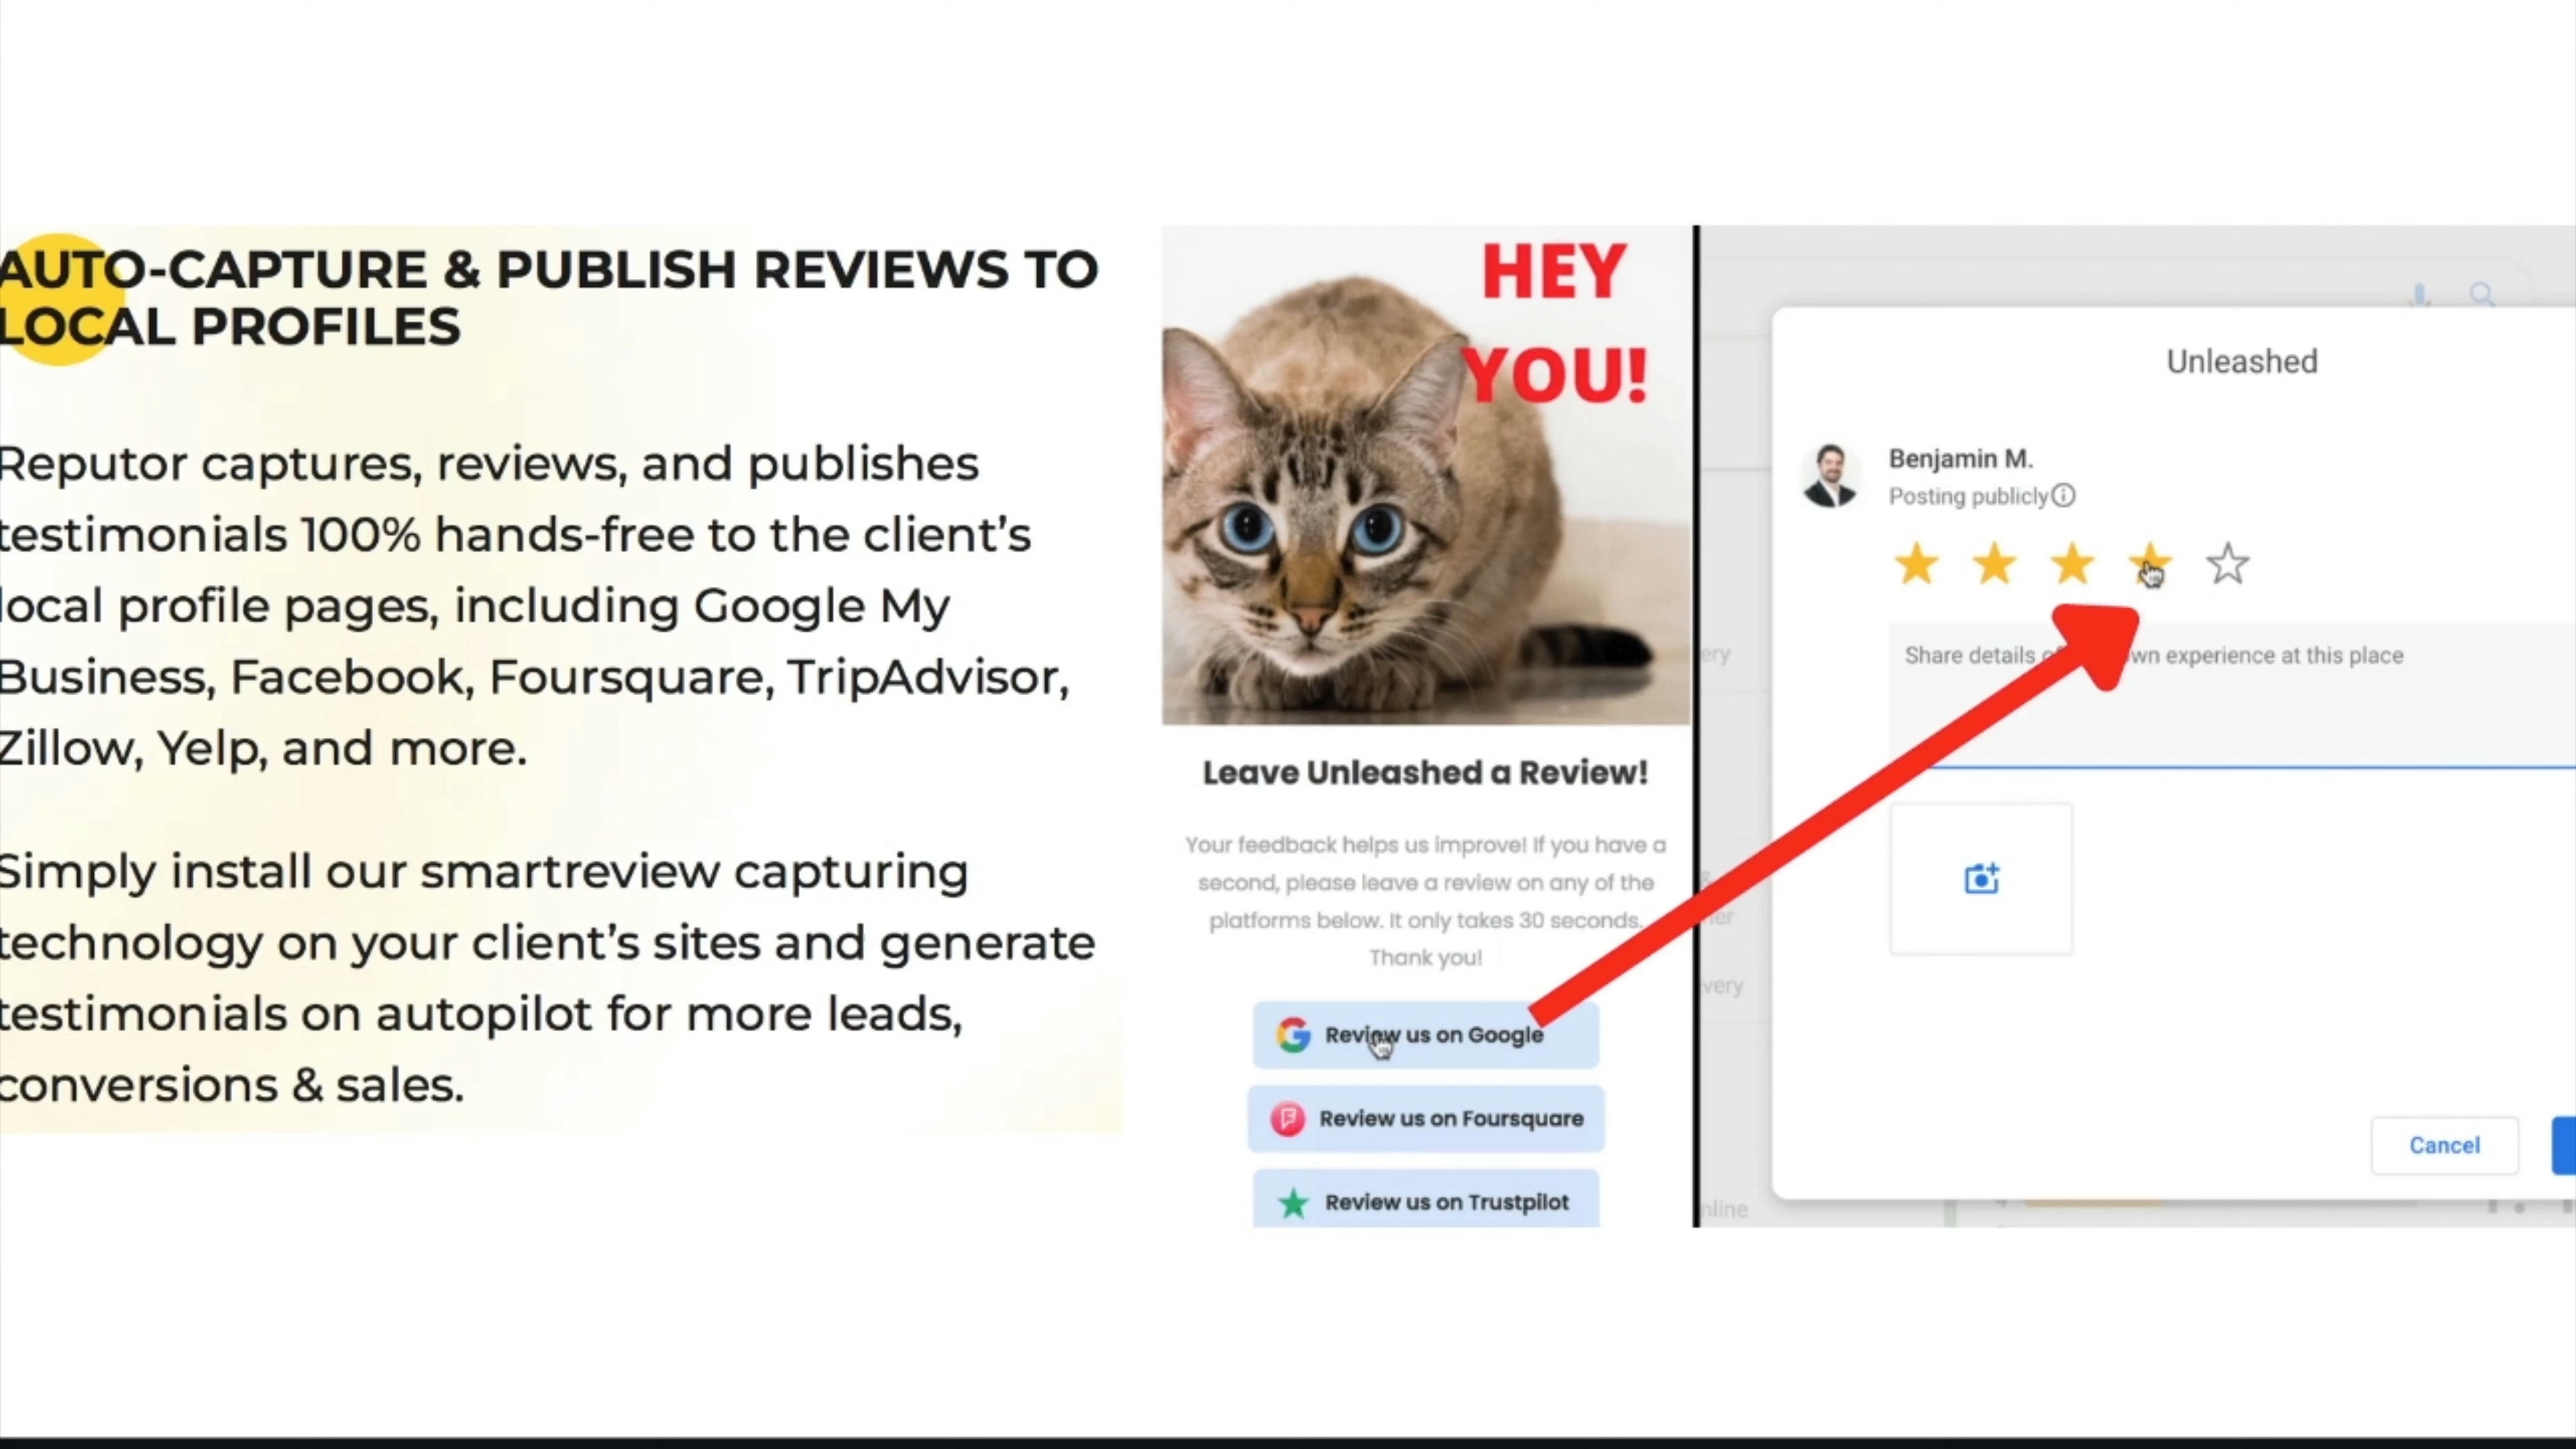 AUTO-CAPTURE & PUBLISH REVIEWS TO
LOCAL PROFILES
Reputor captures, reviews, and publishes
testimonials 100% hands-free to the client's
local profile pages, including Google My
Business, Facebook, Foursquare, TripAdvisor,
Zillow, Yelp, and more.
Simply install our smartreview capturing
technology on your client's sites and generate
testimonials on autopilot for more leads,
conversions & sales.
HEY
YOU!
Leave Unleashed a Review!
Your feedback helps us improve! If you have a
second, please leave a review on any of the
platforms below. It only takes 30 seconds.
Thank you!
Review us on Google
Review us on Foursquare
Review us on Trustpilot
Unleashed
Benjamin M.
Posting publicly
Share details experience at this place
Cancel